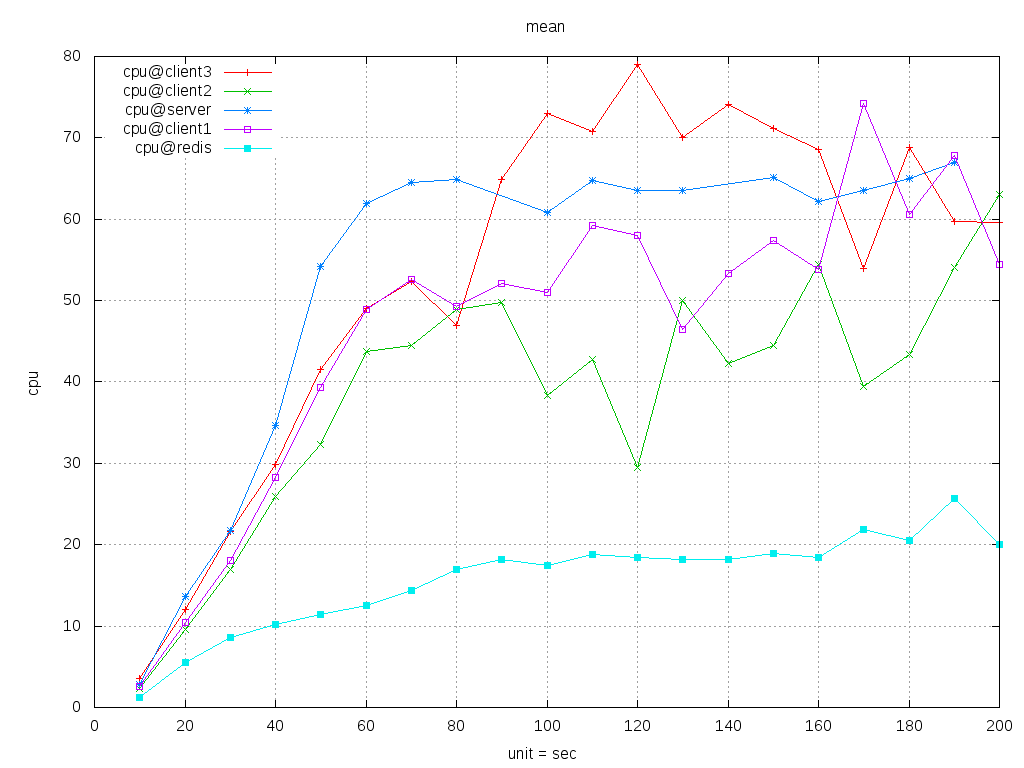 mean
80
70
60
50
40
30
20
10
0
cpu@client3
cpu@client2
cpu@server
cpu@client1
cpu@redis
cpu
0 20 40 60 80 100 120 140 160 180 200
unit = sec